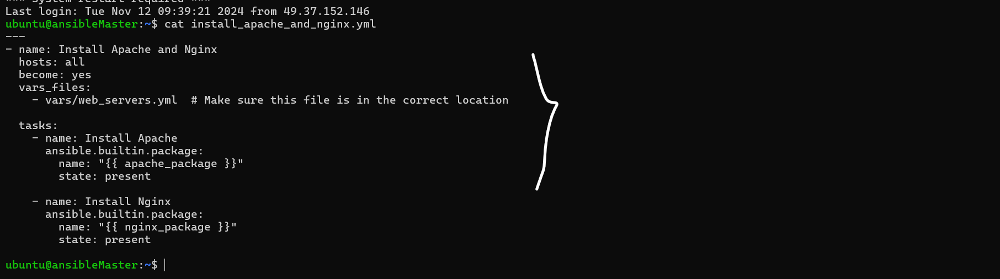 *** System restart required ***
Last login: Tue Nov 12 09:39:21 2024 from 49.37.152.146
ubuntu@ansibleMaster:~$ cat install_apache_and_nginx.yml
---
- name: Install Apache and Nginx
  hosts: all
  become: yes
  vars_files:
    - vars/web_servers.yml  # Make sure this file is in the correct location

  tasks:
    - name: Install Apache
      ansible.builtin.package:
        name: "{{ apache_package }}"
        state: present

    - name: Install Nginx
      ansible.builtin.package:
        name: "{{ nginx_package }}"
        state: present

ubuntu@ansibleMaster:~$